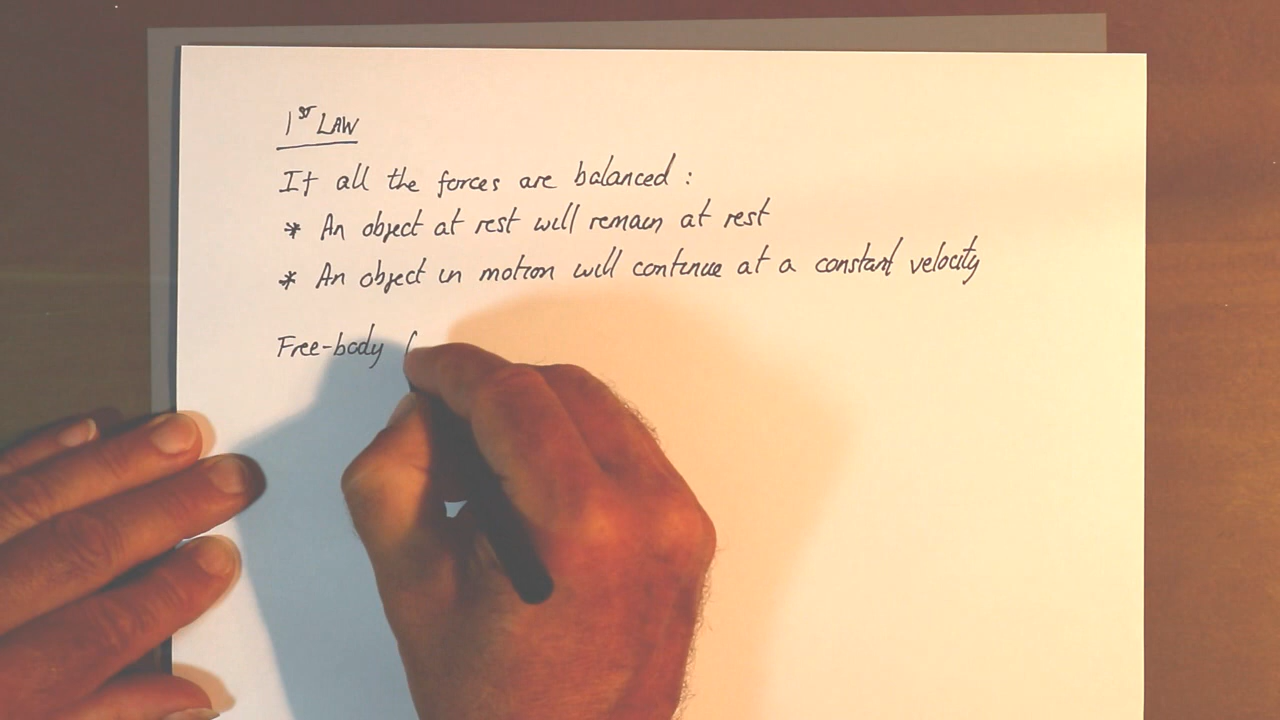 1ST LAW
If all the forces are balanced :
* An object at rest will remain at rest
* An object in motion will continue at a constant velocity
Free-body